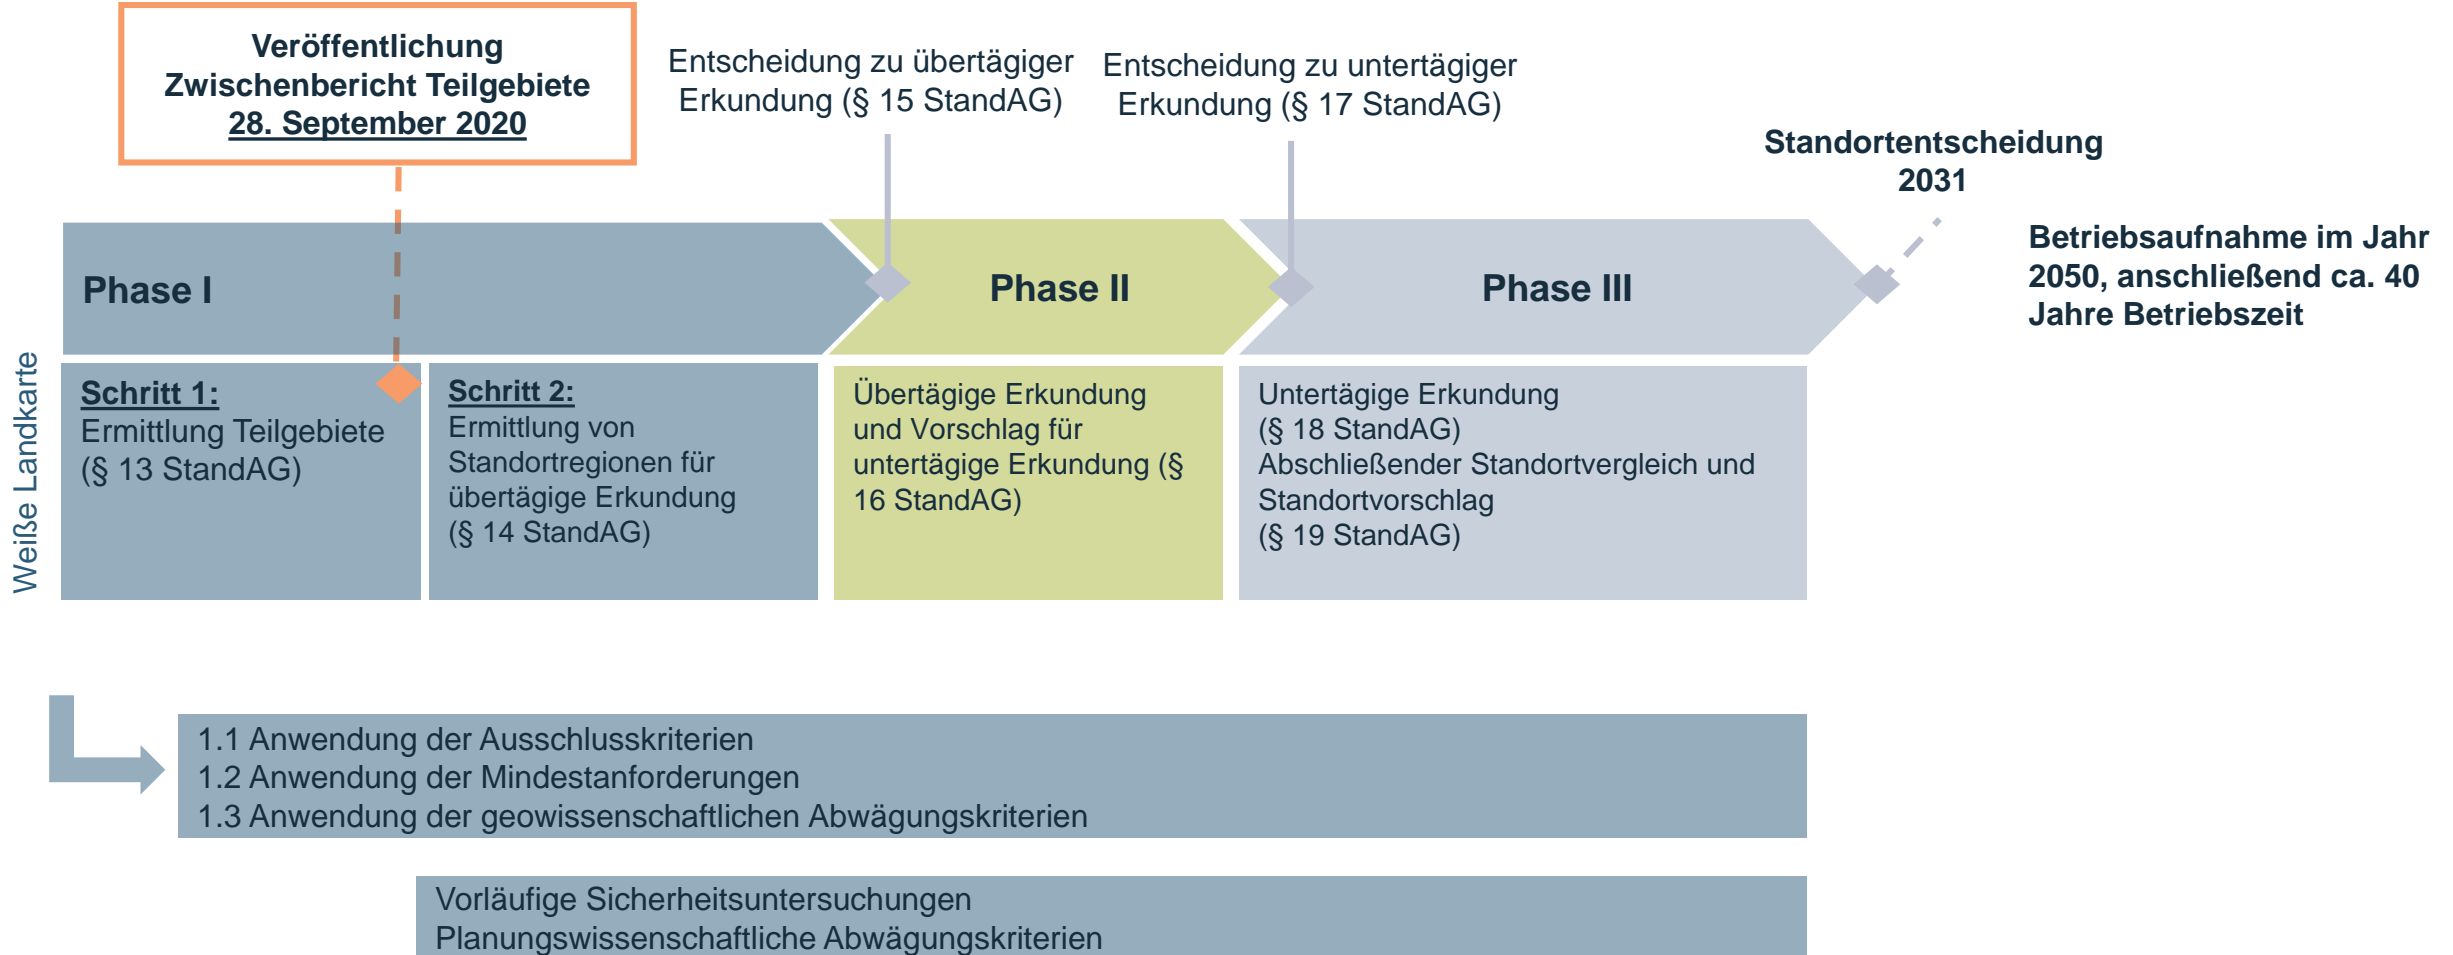 Veröffentlichung
Zwischenbericht Teilgebiete
28. September 2020
Entscheidung zu übertägiger
Erkundung (§ 15 StandAG)
Entscheidung zu untertägiger
Erkundung (§ 17 StandAG)
Standortentscheidung
2031
Betriebsaufnahme im Jahr
2050, anschließend ca. 40
Jahre Betriebszeit
Phase I
Phase II
Phase III
Weiße Landkarte
Schritt 1:
Ermittlung Teilgebiete
(§ 13 StandAG)
Schritt 2:
Ermittlung von
Standortregionen für
übertägige Erkundung
(§ 14 StandAG)
Übertägige Erkundung
und Vorschlag für
untertägige Erkundung (§
16 StandAG)
Untertägige Erkundung
(§ 18 StandAG)
Abschließender Standortvergleich und
Standortvorschlag
(§ 19 StandAG)
1.1 Anwendung der Ausschlusskriterien
1.2 Anwendung der Mindestanforderungen
1.3 Anwendung der geowissenschaftlichen Abwägungskriterien
Vorläufige Sicherheitsuntersuchungen
Planungswissenschaftliche Abwägungskriterien